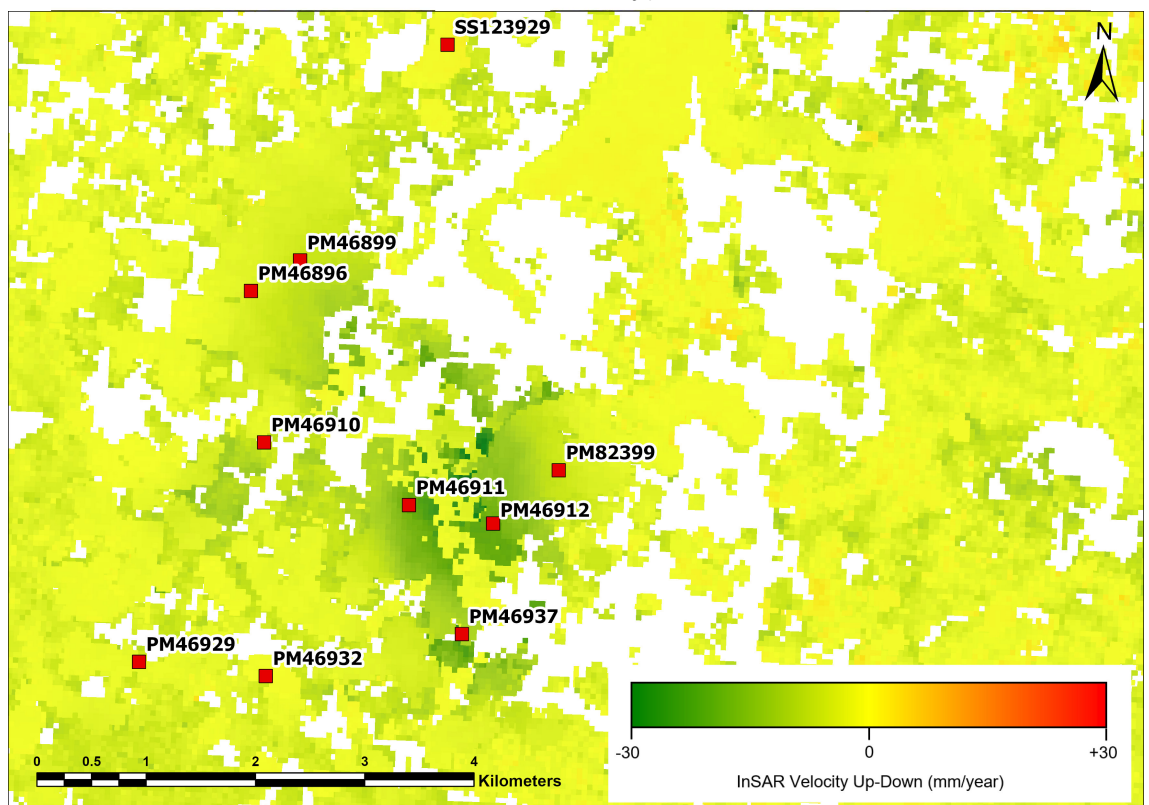 SS123929
N
PM46899
PM46896
PM46910
PM82399
PM46911
PM46912
PM46937
PM46929
PM46932
0 0.5 1 2 3 4
Kilometers
-30 0 +30
InSAR Velocity Up-Down (mm/year)